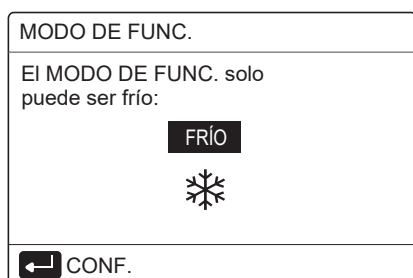 MODO DE FUNC.
El MODO DE FUNC. solo
puede ser frío:
FRÍO
CONF.